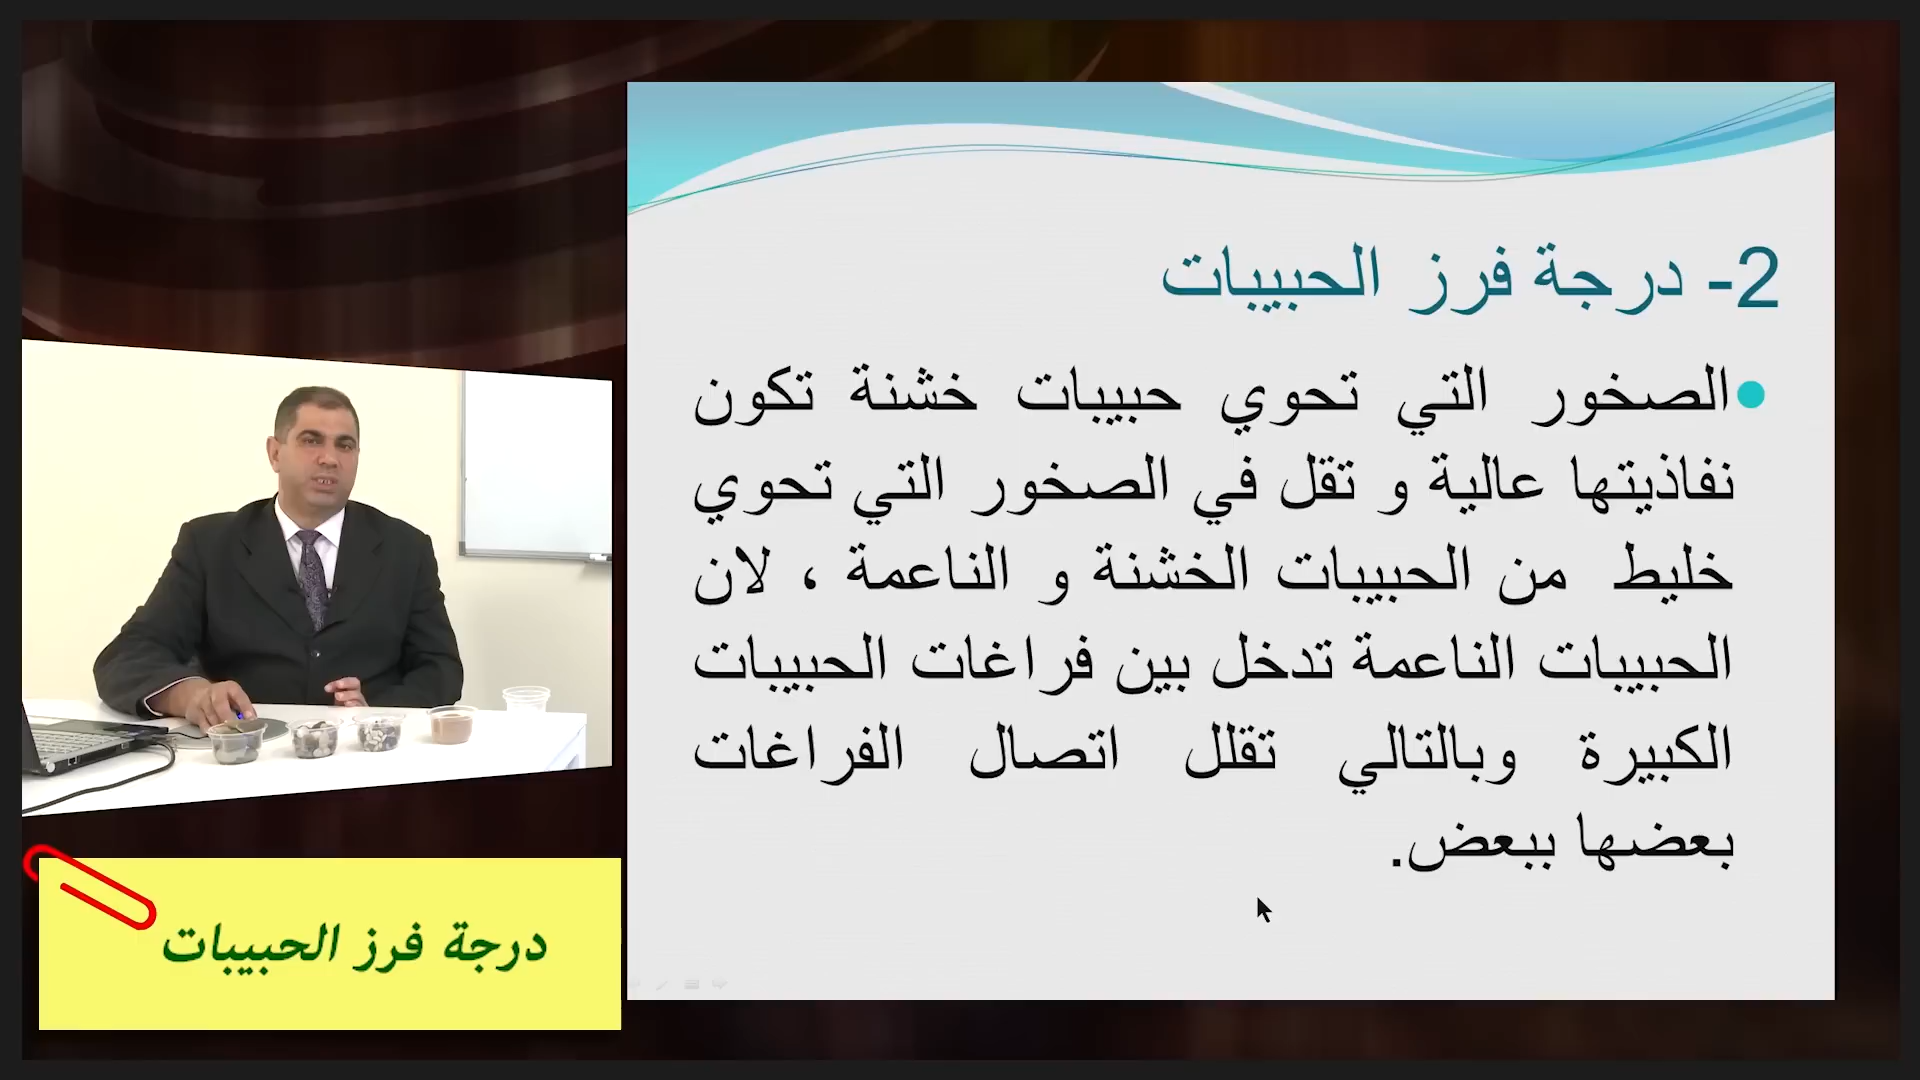 2- درجة فرز الحبيبات
الصخور التي تحوي حبيبات خشنة تكون
نفاذيتها عالية و تقل في الصخور التي تحوي
خليط من الحبيبات الخشنة و الناعمة ، لان
الحبيبات الناعمة تدخل بين فراغات الحبيبات
الكبيرة وبالتالي تقلل اتصال الفراغات
بعضها ببعض.
درجة فرز الحبيبات